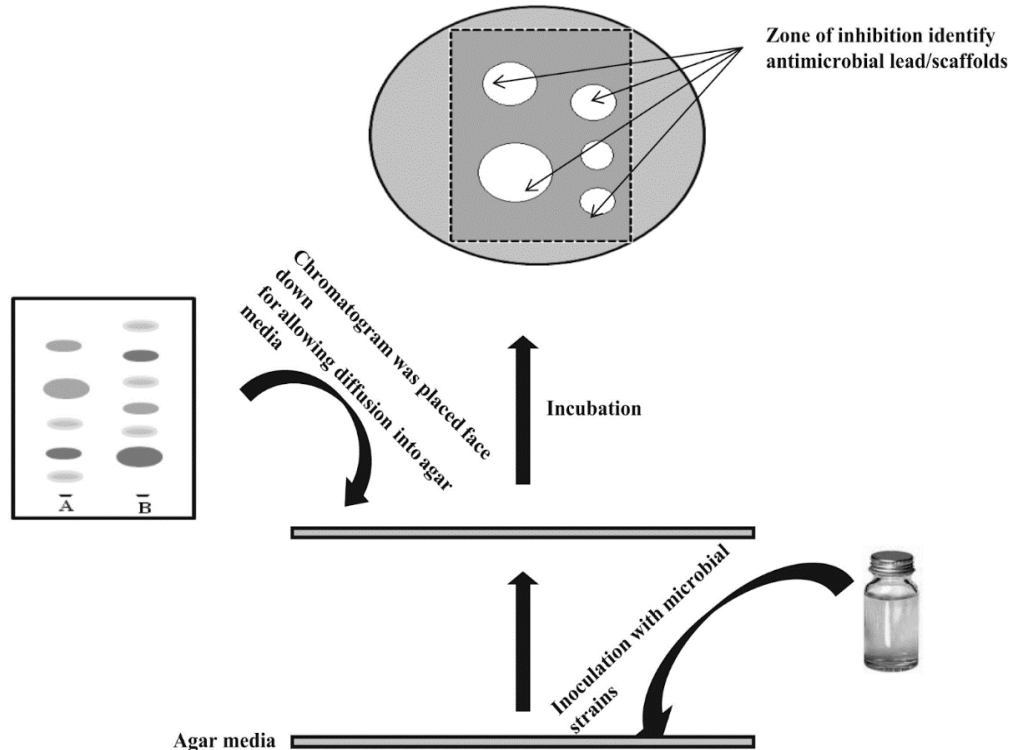 Zone of inhibition identify
antimicrobial lead/scaffolds
Chromatogram was placed face
down
for allowing diffusion into agar
media
A
B
Incubation
Inoculation with microbial
strains
Agar media